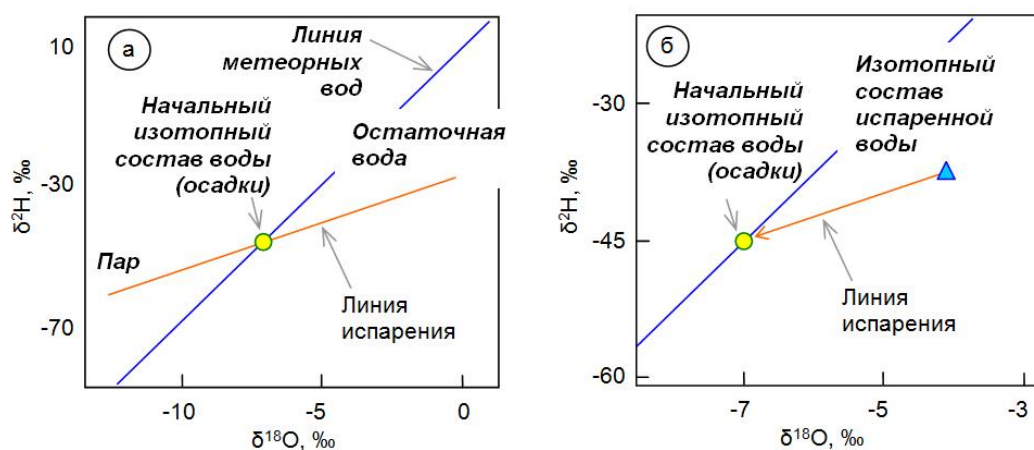 а
10
-30
-70
δ²H, ‰
Линия
метеорных
вод
Начальный
изотопный
состав воды
(осадки)
Остаточная
вода
Пар
Линия
испарения
-10
-5
0
δ¹⁸O, ‰
б
-30
-45
-60
δ²H, ‰
Начальный
изотопный
состав воды
(осадки)
Изотопный
состав
испаренной
воды
Линия
испарения
-7
-5
-3
δ¹⁸O, ‰